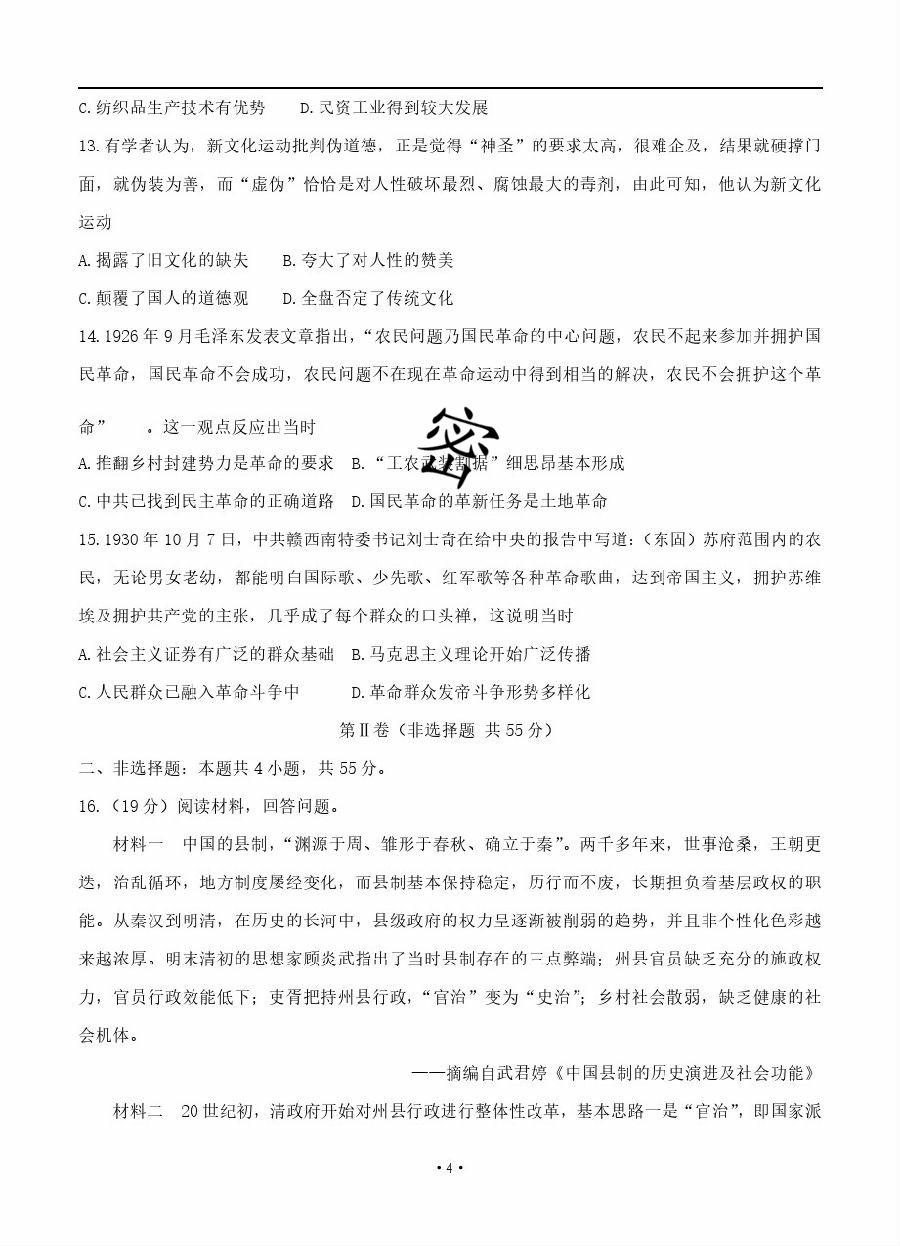 C.纺织品生产技术有优势 D.民资工业得到较大发展
13.有学者认为，新文化运动批判伪道德，正是觉得“神圣”的要求太高，很难企及，结果就硬撑门
面，就伪装为善，而“虚伪”恰恰是对人性破坏最烈、腐蚀最大的毒剂，由此可知，他认为新文化
运动
A.揭露了旧文化的缺失 B.夸大了对人性的赞美
C.颠覆了国人的道德观 D.全盘否定了传统文化
14.1926年9月毛泽东发表文章指出，“农民问题乃国民革命的中心问题，农民不起来参加并拥护国
民革命，国民革命不会成功，农民问题不在现在革命运动中得到相当的解决，农民不会拥护这个革
命” 。这一观点反应出当时
密
A.推翻乡村封建势力是革命的要求 B.“工农武装割据”细思昂基本形成
C.中共已找到民主革命的正确道路 D.国民革命的革新任务是土地革命
15.1930年10月7日，中共赣西南特委书记刘士奇在给中央的报告中写道：（东固）苏府范围内的农
民，无论男女老幼，都能明白国际歌、少先歌、红军歌等各种革命歌曲，达到帝国主义，拥护苏维
埃及拥护共产党的主张，几乎成了每个群众的口头禅，这说明当时
A.社会主义证券有广泛的群众基础 B.马克思主义理论开始广泛传播
C.人民群众已融入革命斗争中 D.革命群众发帝斗争形势多样化
第Ⅱ卷（非选择题 共55分）
二、非选择题：本题共4小题，共55分。
16.（19分）阅读材料，回答问题。
材料一 中国的县制，“渊源于周、雏形于春秋、确立于秦”。两千多年来，世事沧桑，王朝更
迭，治乱循环，地方制度屡经变化，而县制基本保持稳定，历行而不废，长期担负着基层政权的职
能。从秦汉到明清，在历史的长河中，县级政府的权力呈逐渐被削弱的趋势，并且非个性化色彩越
来越浓厚。明末清初的思想家顾炎武指出了当时县制存在的三点弊端：州县官员缺乏充分的施政权
力，官员行政效能低下；吏胥把持州县行政，“官治”变为“史治”；乡村社会散弱，缺乏健康的社
会机体。
——摘编自武君婷《中国县制的历史演进及社会功能》
材料二 20世纪初，清政府开始对州县行政进行整体性改革，基本思路一是“官治”，即国家派
·4·